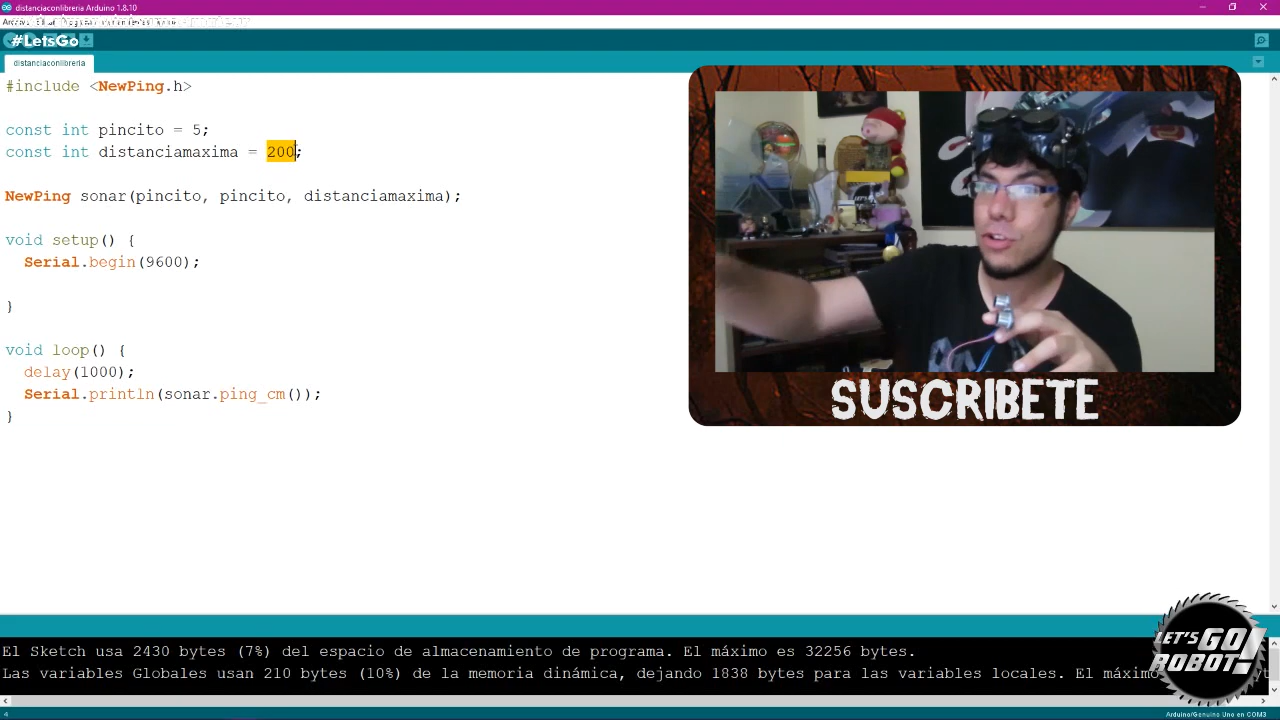 distanciaconlibreria Arduino 1.8.10
#LetsGo
distanciaconlibreria
#include <NewPing.h>
const int pincito = 5;
const int distanciamaxima = 200;
NewPing sonar(pincito, pincito, distanciamaxima);
void setup() {
Serial.begin(9600);
}
void loop() {
delay(1000);
Serial.println(sonar.ping_cm());
}
SUSCRIBETE
El Sketch usa 2430 bytes (7%) del espacio de almacenamiento de programa. El máximo es 32256 bytes.
Las variables Globales usan 210 bytes (10%) de la memoria dinámica, dejando 1838 bytes para las variables locales. El máximo
LET'S GO!
ROBOT!
4
Arduino/Genuino Uno en COM3